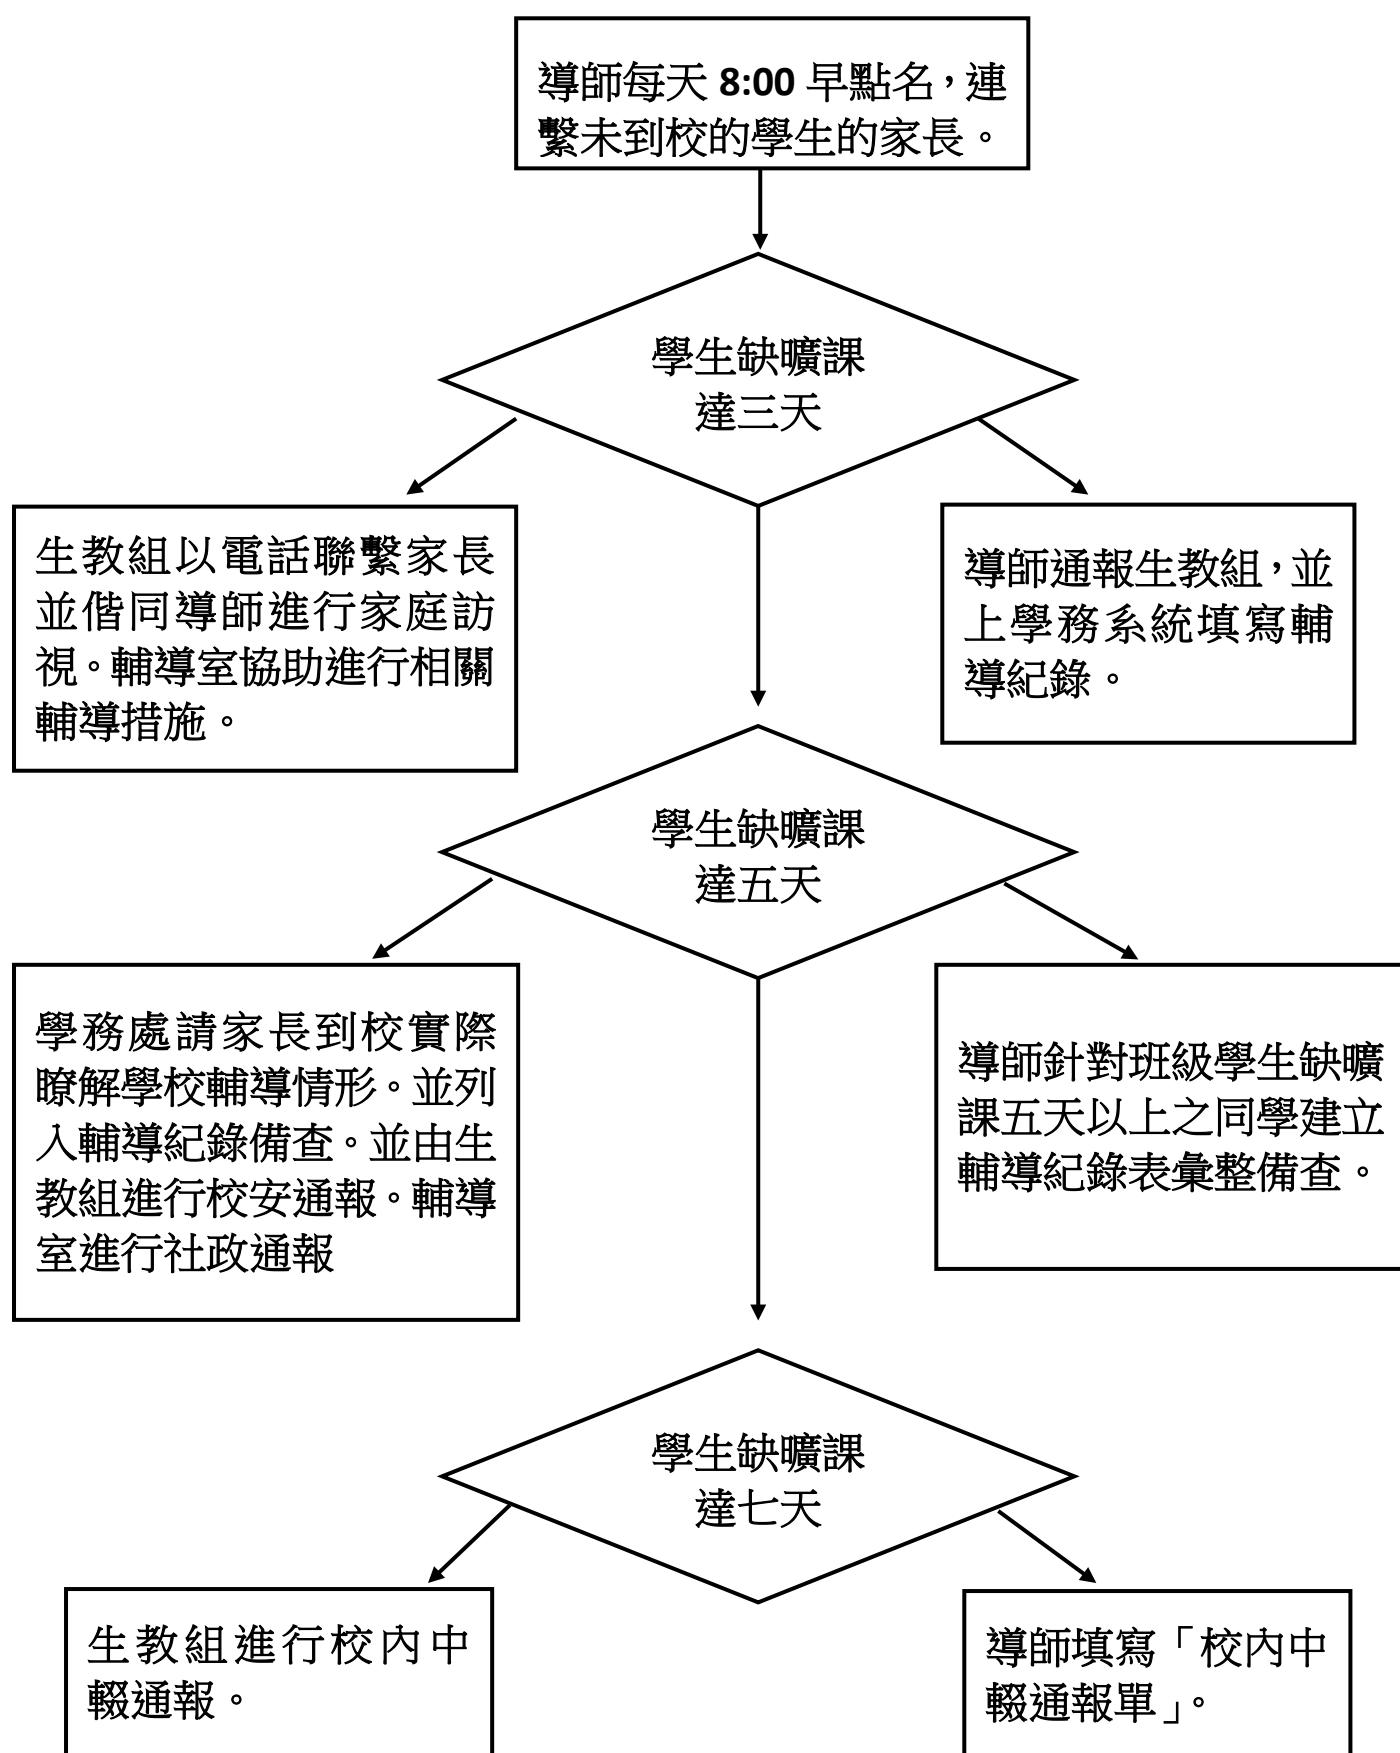 導師每天 8:00 早點名，連
繫未到校的學生的家長。
學生缺曠課
達三天
生教組以電話聯繫家長
並偕同導師進行家庭訪
視。輔導室協助進行相關
輔導措施。
導師通報生教組，並
上學務系統填寫輔
導紀錄。
學生缺曠課
達五天
學務處請家長到校實際
瞭解學校輔導情形。並列
入輔導紀錄備查。並由生
教組進行校安通報。輔導
室進行社政通報
導師針對班級學生缺曠
課五天以上之同學建立
輔導紀錄表彙整備查。
學生缺曠課
達七天
生教組進行校內中
輟通報。
導師填寫「校內中
輟通報單」。